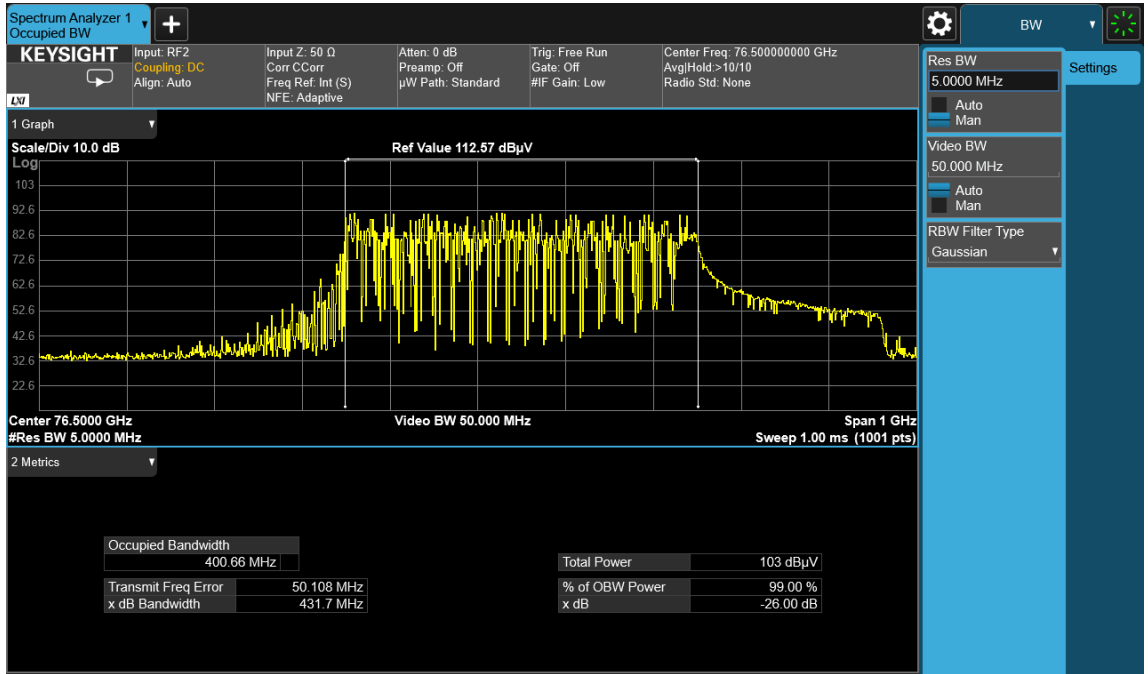 Spectrum Analyzer 1
Occupied BW
+
BW
KEYSIGHT
LXI
Input: RF2
Coupling: DC
Align: Auto
Input Z: 50 Ω
Corr CCorr
Freq Ref: Int (S)
NFE: Adaptive
Atten: 0 dB
Preamp: Off
µW Path: Standard
Trig: Free Run
Gate: Off
#IF Gain: Low
Center Freq: 76.500000000 GHz
Avg|Hold:>10/10
Radio Std: None
Res BW
5.0000 MHz
Auto
Man
Video BW
50.000 MHz
Auto
Man
RBW Filter Type
Gaussian
Settings
1 Graph
Scale/Div 10.0 dB
Ref Value 112.57 dBµV
Log
103
92.6
82.6
72.6
62.6
52.6
42.6
32.6
22.6
Center 76.5000 GHz
Video BW 50.000 MHz
Span 1 GHz
#Res BW 5.0000 MHz
Sweep 1.00 ms (1001 pts)
2 Metrics
Occupied Bandwidth
400.66 MHz
Total Power 103 dBµV
Transmit Freq Error 50.108 MHz
% of OBW Power 99.00 %
x dB Bandwidth 431.7 MHz
x dB -26.00 dB